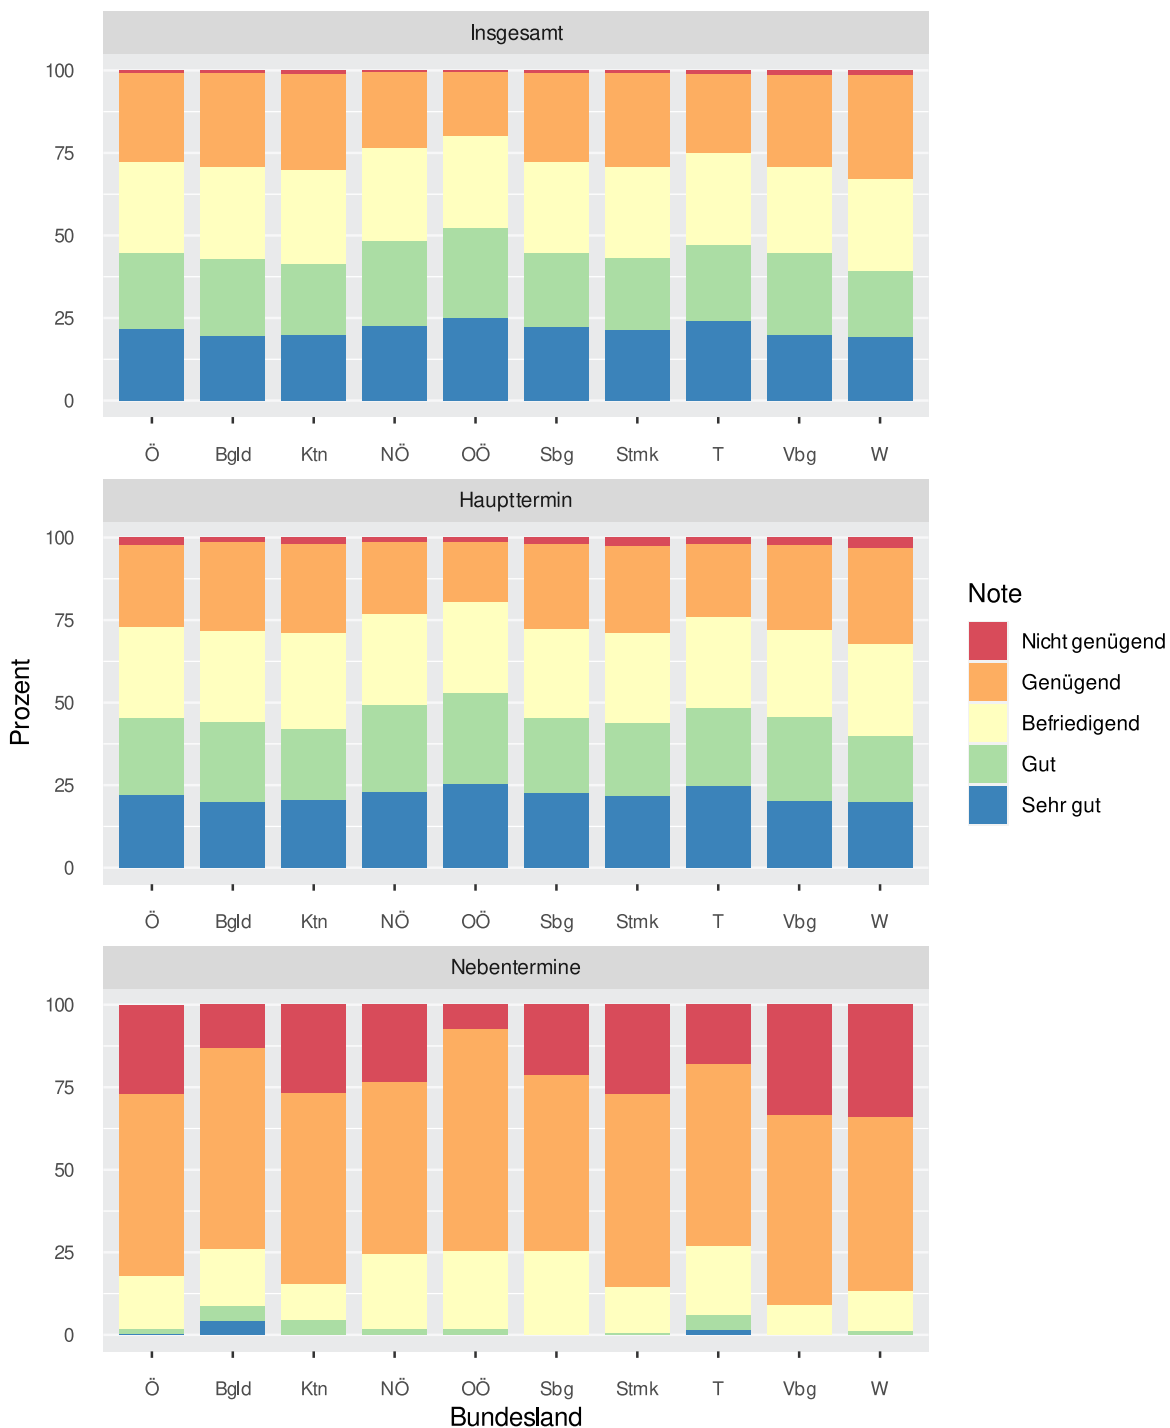 Insgesamt
100
75
50
25
0
Ö Bgld Ktn NÖ OÖ Sbg Stmk T Vbg W
Haupttermin
100
75
50
25
0
Ö Bgld Ktn NÖ OÖ Sbg Stmk T Vbg W
Nebentermine
100
75
50
25
0
Ö Bgld Ktn NÖ OÖ Sbg Stmk T Vbg W
Bundesland
Prozent
Note
Nicht genügend
Genügend
Befriedigend
Gut
Sehr gut